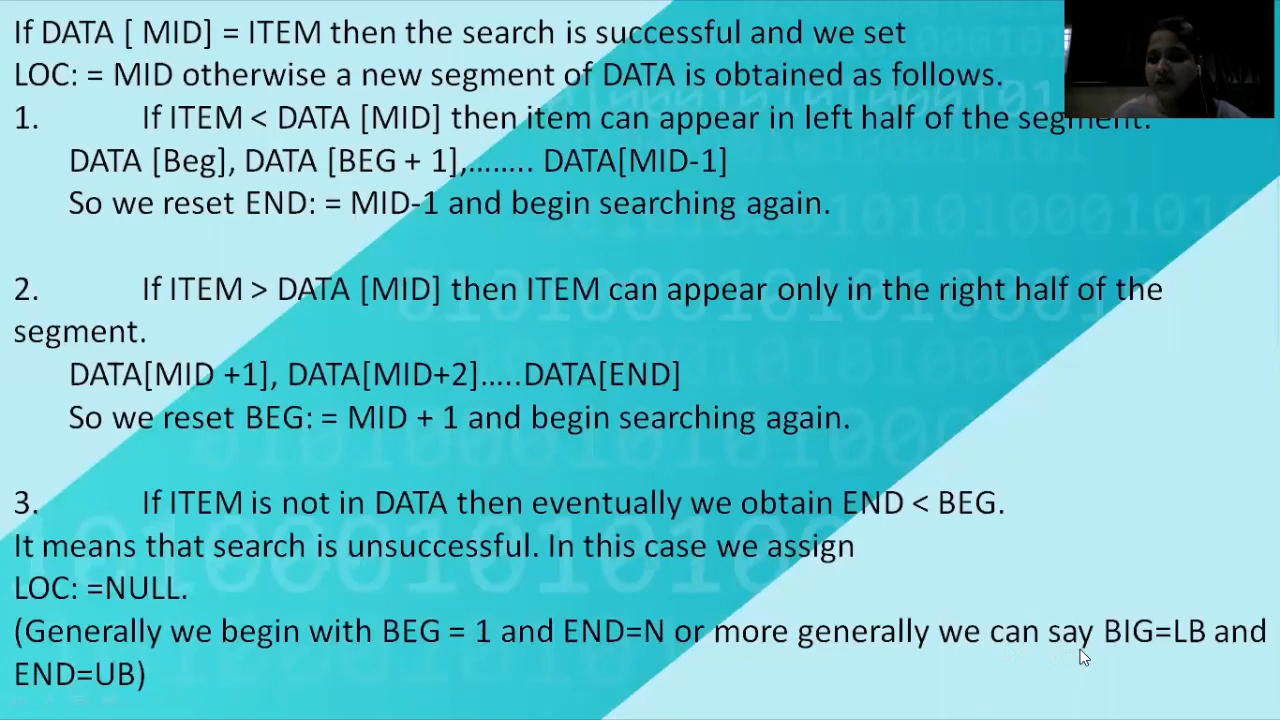 If DATA [ MID] = ITEM then the search is successful and we set
LOC: = MID otherwise a new segment of DATA is obtained as follows.
1. If ITEM < DATA [MID] then item can appear in left half of the segment.
DATA [Beg], DATA [BEG + 1],........ DATA[MID-1]
So we reset END: = MID-1 and begin searching again.
2. If ITEM > DATA [MID] then ITEM can appear only in the right half of the
segment.
DATA[MID +1], DATA[MID+2].....DATA[END]
So we reset BEG: = MID + 1 and begin searching again.
3. If ITEM is not in DATA then eventually we obtain END < BEG.
It means that search is unsuccessful. In this case we assign
LOC: =NULL.
(Generally we begin with BEG = 1 and END=N or more generally we can say BIG=LB and
END=UB)